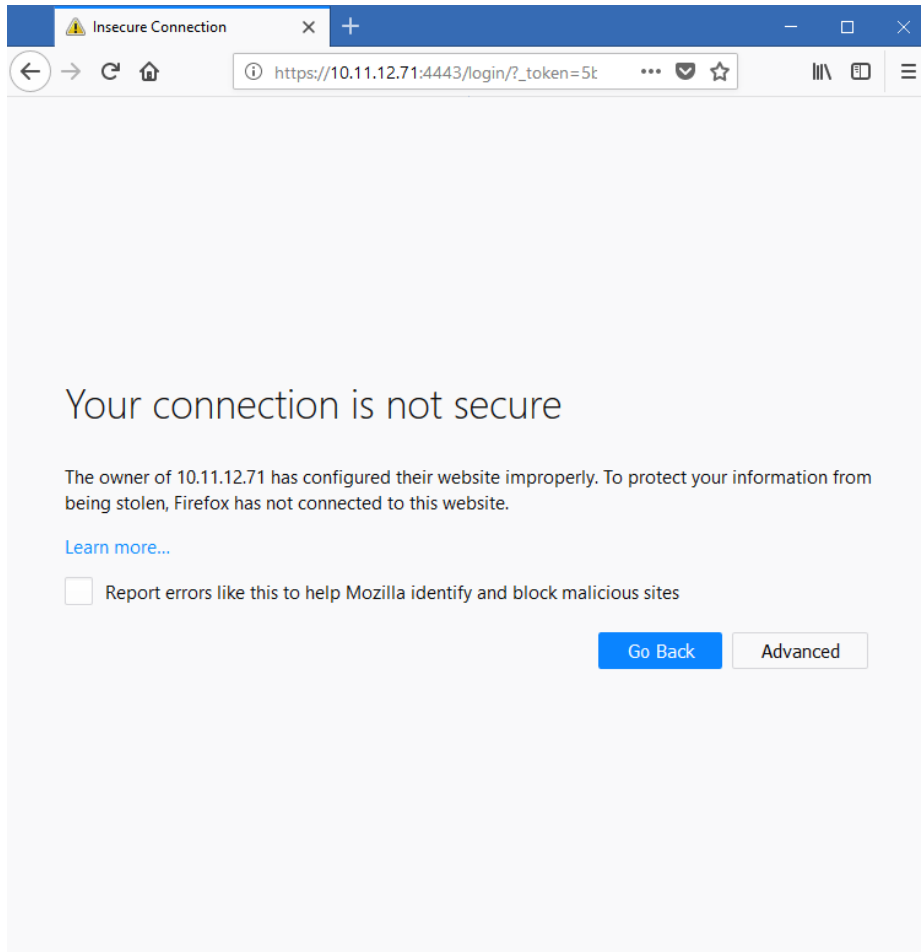 Insecure Connection
https://10.11.12.71:4443/login/?_token=5b
Your connection is not secure
The owner of 10.11.12.71 has configured their website improperly. To protect your information from
being stolen, Firefox has not connected to this website.
Learn more...
Report errors like this to help Mozilla identify and block malicious sites
Go Back
Advanced